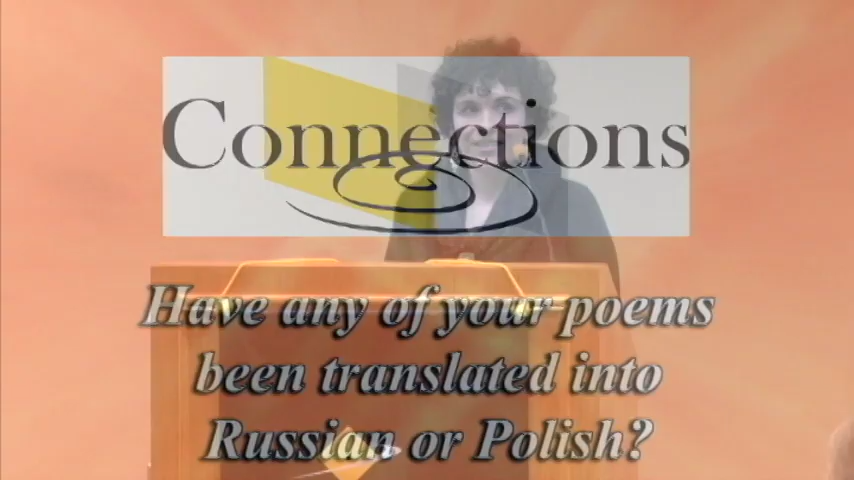 Connections
Have any of your poems
been translated into
Russian or Polish?